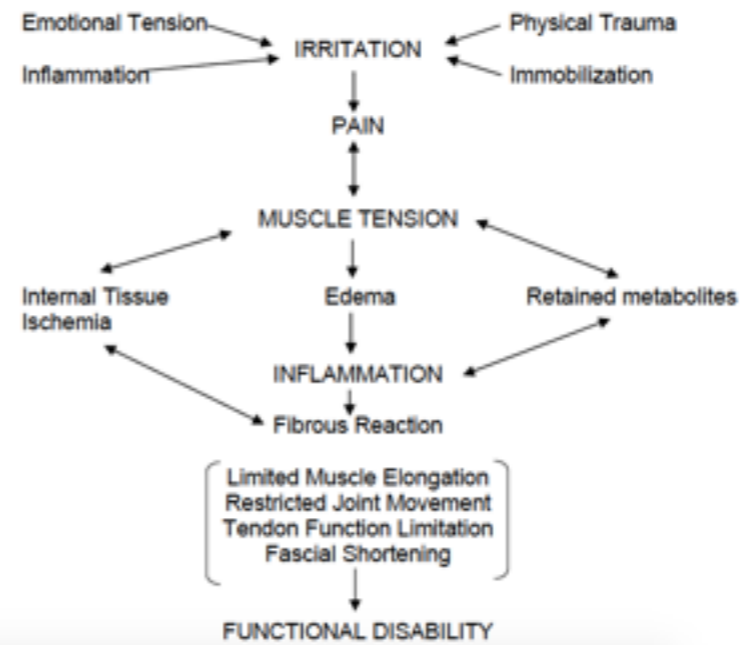 Emotional Tension
Physical Trauma
IRRITATION
Inflammation
Immobilization
PAIN
MUSCLE TENSION
Internal Tissue
Ischemia
Edema
Retained metabolites
INFLAMMATION
Fibrous Reaction
Limited Muscle Elongation
Restricted Joint Movement
Tendon Function Limitation
Fascial Shortening
FUNCTIONAL DISABILITY